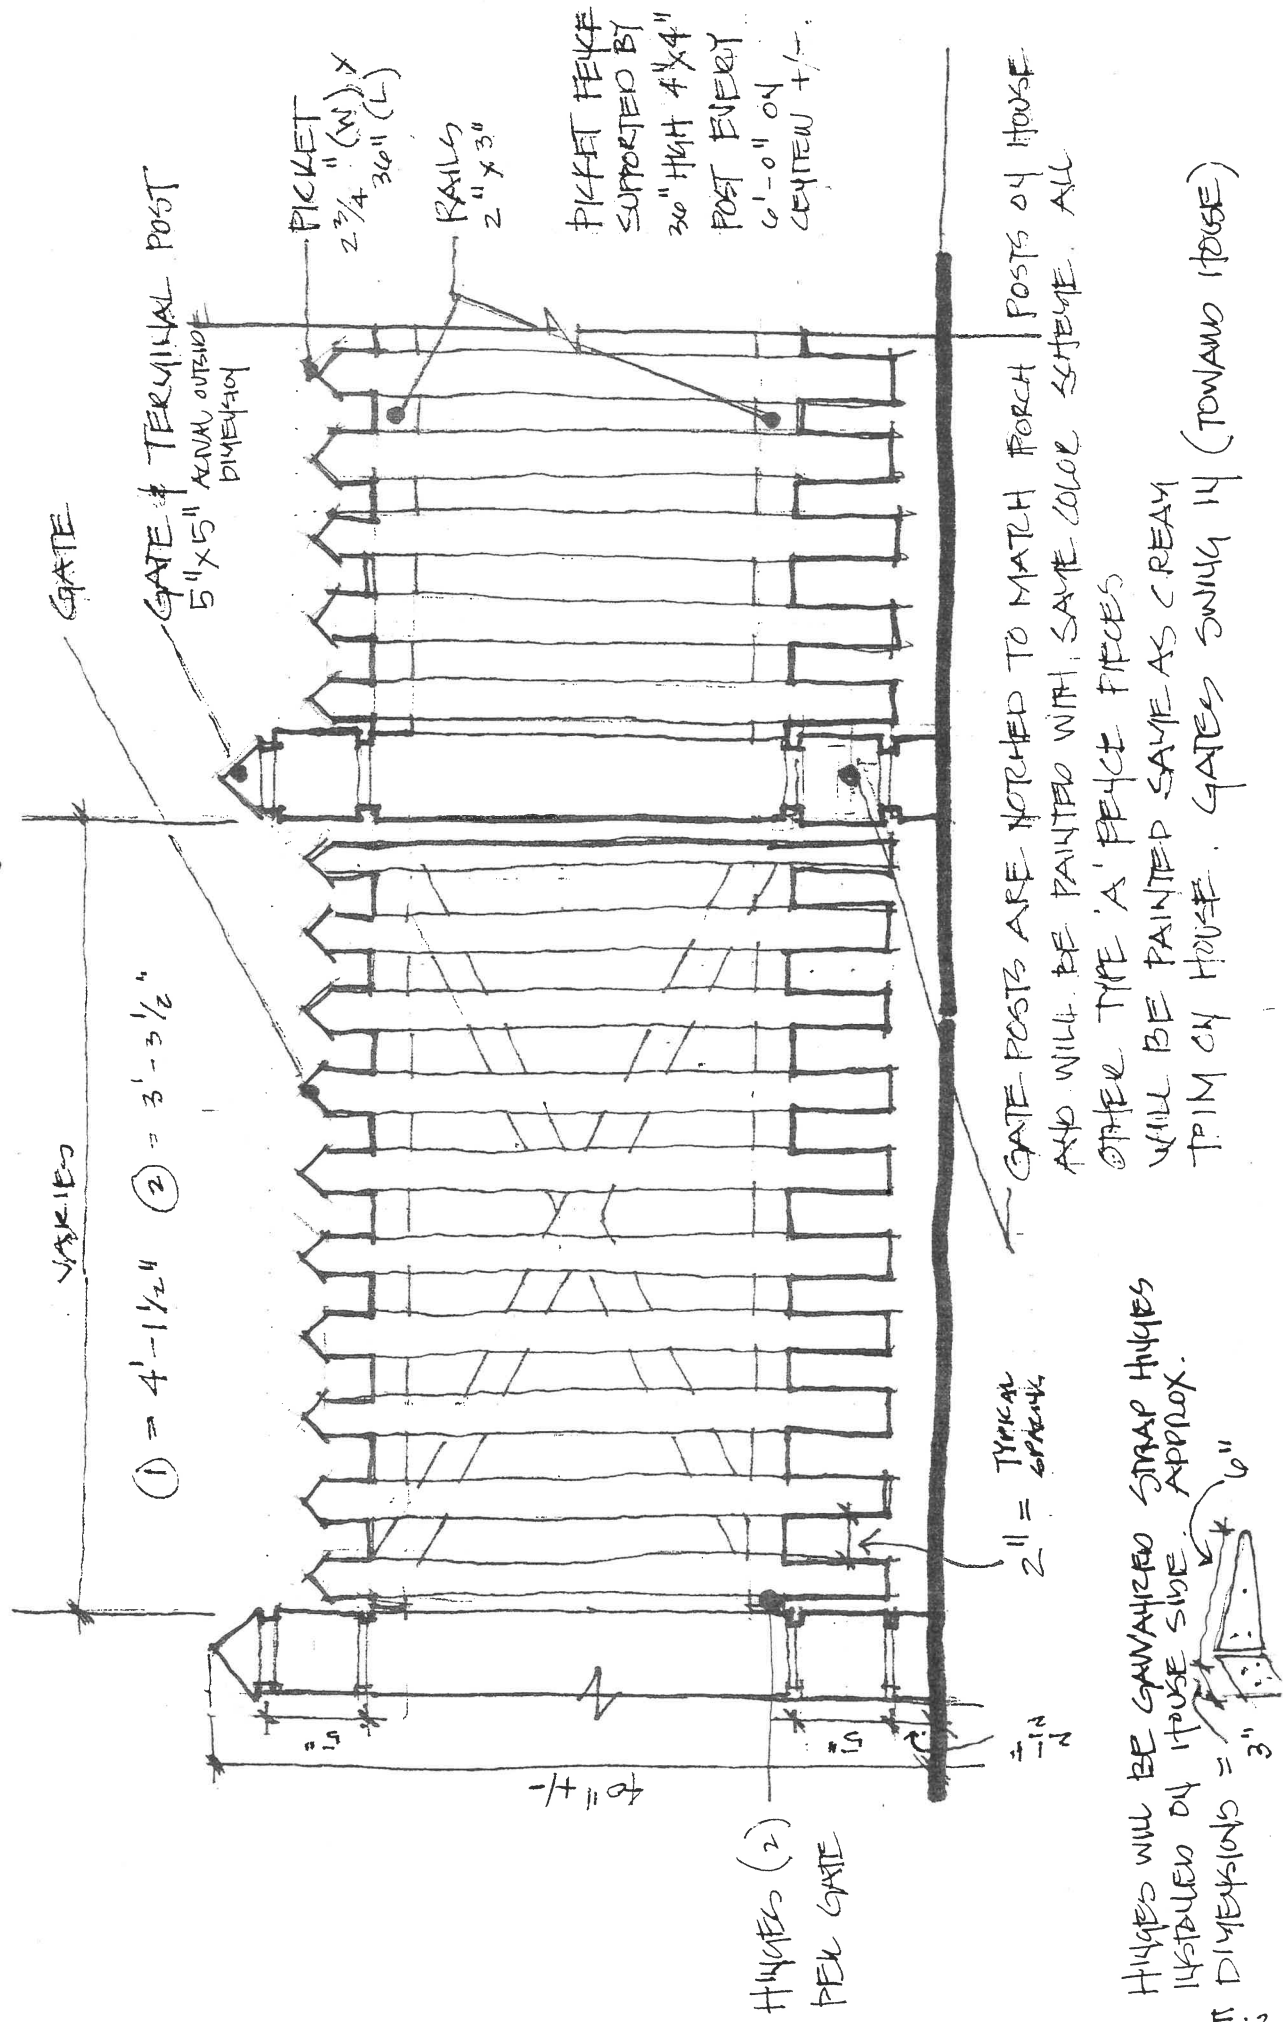 VARIES
① = 4'-1 1/2" ② = 3'-3 1/2"
GATE
GATE & TERMINAL POST
5" X 5" ACTUAL OUTSIDE
DIMENSION
PICKET
2 3/4" (W) X
36" (L)
RAILS
2" X 3"
PICKET FENCE
SUPPORTED BY
36" HIGH 4"X4"
POST EVERY
6'-0" ON
CENTER +/-.
5"
40" +/-
5"
HINGES (2)
PER GATE
2" = TYPICAL
SPACING
GATE POSTS ARE NOTCHED TO MATCH PORCH POSTS ON HOUSE
AND WILL BE PAINTED WITH SAME COLOR SCHEME. ALL
OTHER TYPE 'A' FENCE PIECES
WILL BE PAINTED SAME AS CREAM
TRIM ON HOUSE. GATES SWING IN (TOWARD HOUSE)
HINGES WILL BE GALVANIZED STRAP HINGES
INSTALLED ON HOUSE SIDE. APPROX.
DIMENSIONS =
6"
3"